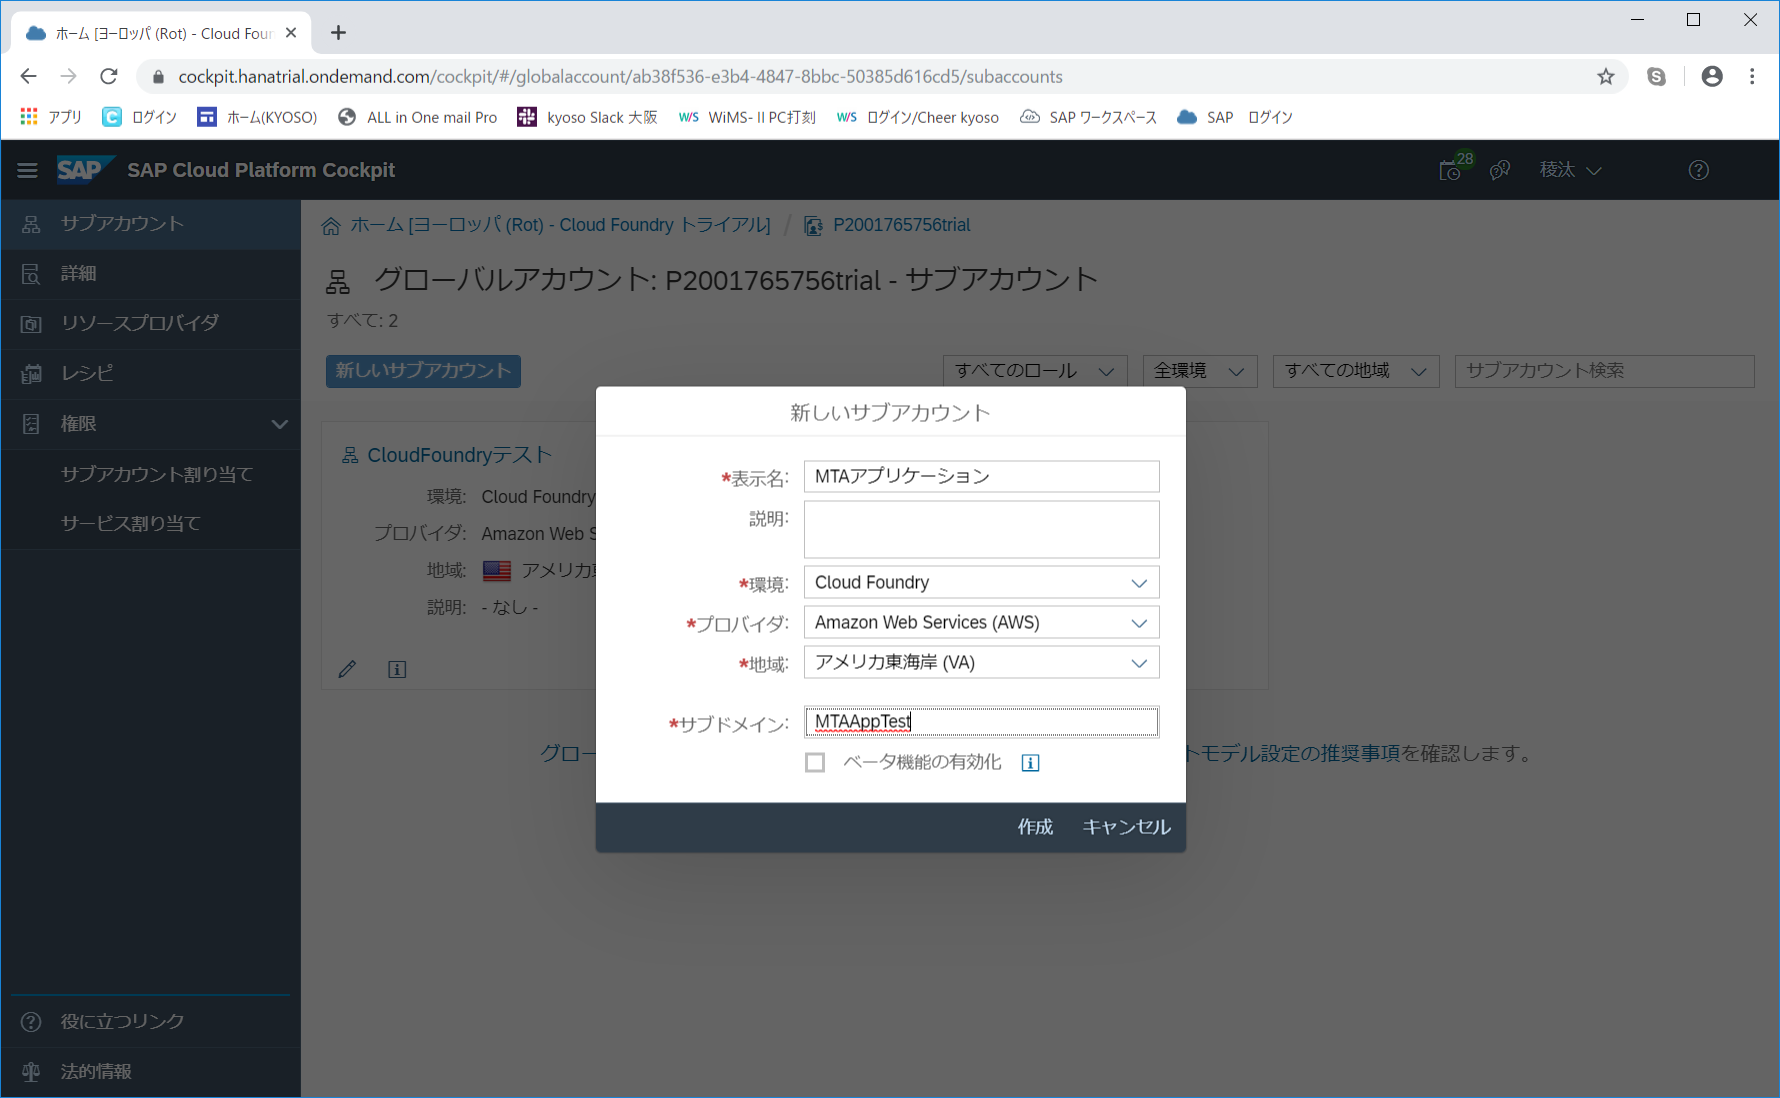 ホーム [ヨーロッパ (Rot) - Cloud Foun
cockpit.hanatrial.ondemand.com/cockpit/#/globalaccount/ab38f536-e3b4-4847-8bbc-50385d616cd5/subaccounts
アプリ ログイン ホーム(KYOSO) ALL in One mail Pro kyoso Slack 大阪 W/S WiMS-ⅡPC打刻 W/S ログイン/Cheer kyoso SAP ワークスペース SAP ログイン
SAP SAP Cloud Platform Cockpit 28 稜汰
サブアカウント
詳細
リソースプロバイダ
レシピ
権限
サブアカウント割り当て
サービス割り当て
役に立つリンク
法的情報
ホーム [ヨーロッパ (Rot) - Cloud Foundry トライアル] / P2001765756trial
グローバルアカウント: P2001765756trial - サブアカウント
すべて: 2
新しいサブアカウント すべてのロール 全環境 すべての地域 サブアカウント検索
CloudFoundryテスト
環境: Cloud Foundry
プロバイダ: Amazon Web S
地域: アメリカ東
説明: - なし -
グロー
トモデル設定の推奨事項を確認します。
新しいサブアカウント
*表示名: MTAアプリケーション
説明:
*環境: Cloud Foundry
*プロバイダ: Amazon Web Services (AWS)
*地域: アメリカ東海岸 (VA)
*サブドメイン: MTAAppTest
ベータ機能の有効化
作成 キャンセル